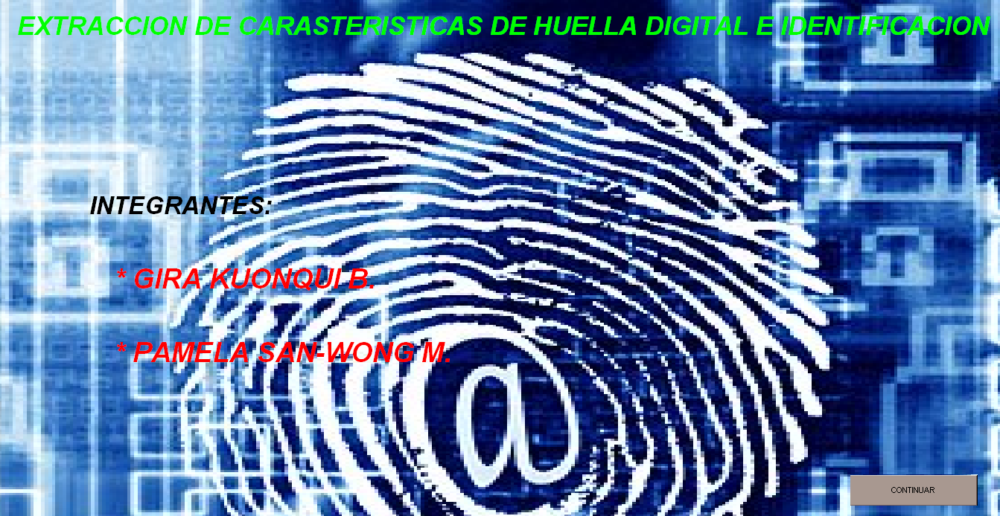 EXTRACCION DE CARASTERISTICAS DE HUELLA DIGITAL E IDENTIFICACION
INTEGRANTES:
* GIRA KUONQUI B.
* PAMELA SAN-WONG M.
@
CONTINUAR